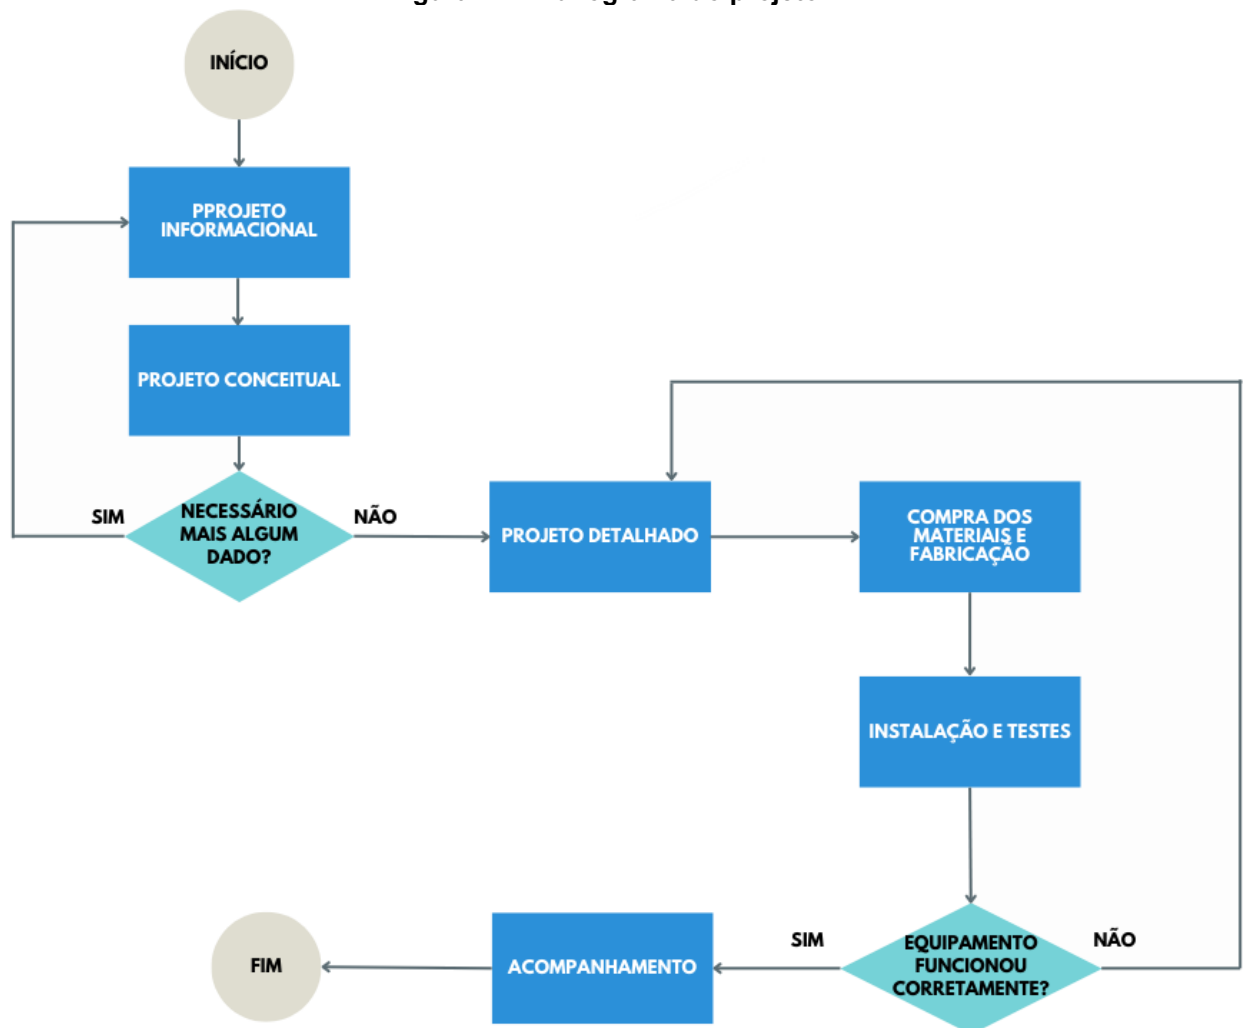 INÍCIO
PPROJETO
INFORMACIONAL
PROJETO CONCEITUAL
SIM
NECESSÁRIO
MAIS ALGUM
DADO?
NÃO
PROJETO DETALHADO
COMPRA DOS
MATERIAIS E
FABRICAÇÃO
INSTALAÇÃO E TESTES
EQUIPAMENTO
FUNCIONOU
CORRETAMENTE?
NÃO
SIM
ACOMPANHAMENTO
FIM